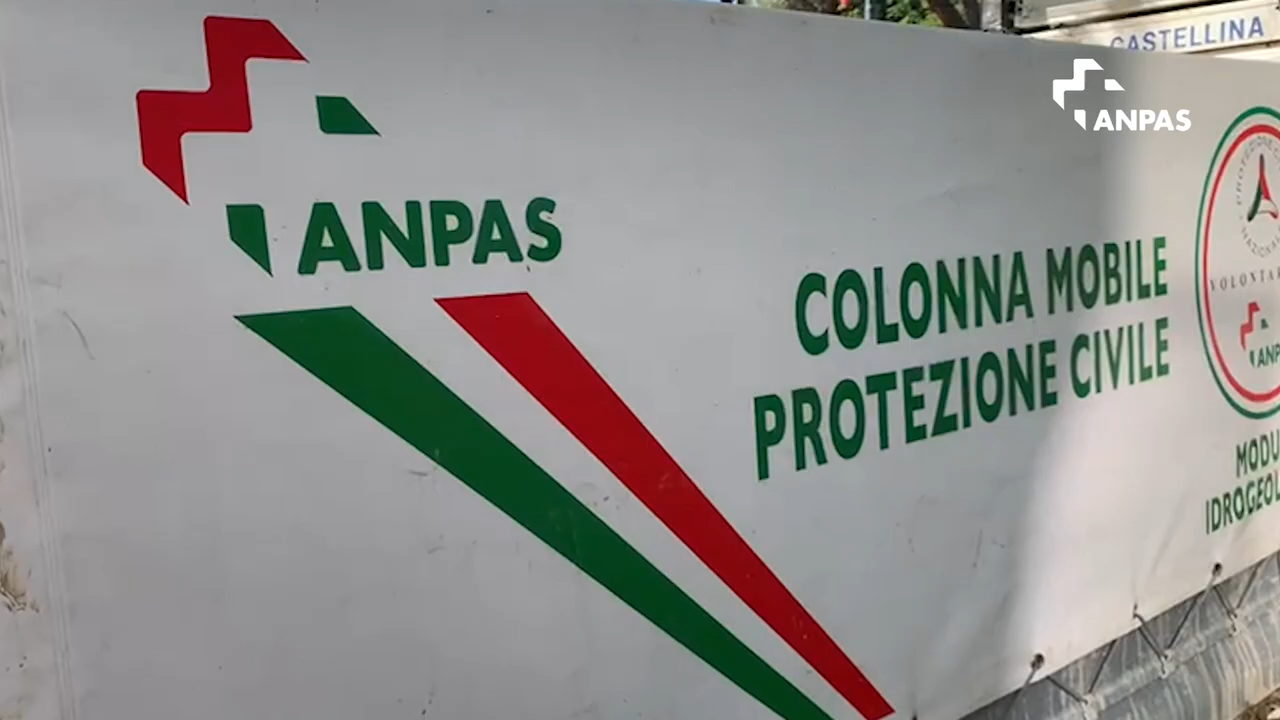 CASTELLINA
ANPAS
ANPAS
COLONNA MOBILE
PROTEZIONE CIVILE